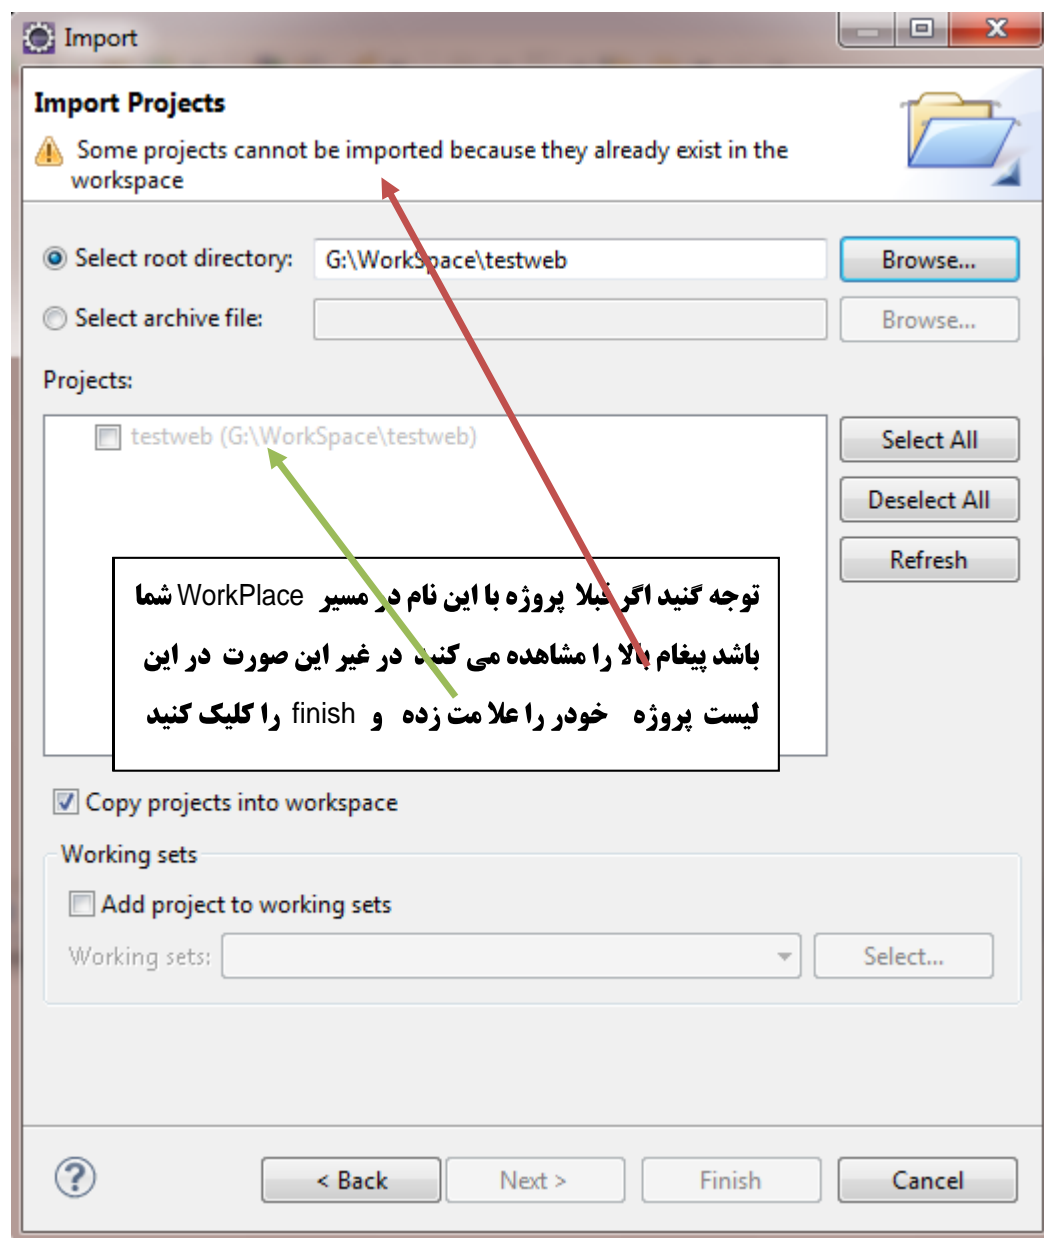 Import
Import Projects
Some projects cannot be imported because they already exist in the
workspace
Select root directory: G:\WorkSpace\testweb Browse...
Select archive file: Browse...
Projects:
testweb (G:\WorkSpace\testweb)
Select All
Deselect All
Refresh
توجه گنید اگر قبلا پروژه با این نام در مسیر WorkPlace شما
باشد پیغام بالا را مشاهده می کنید در غیر این صورت در این
لیست پروژه خودر را علا مت زده و finish را کلیک کنید
Copy projects into workspace
Working sets
Add project to working sets
Working sets: Select...
< Back Next > Finish Cancel